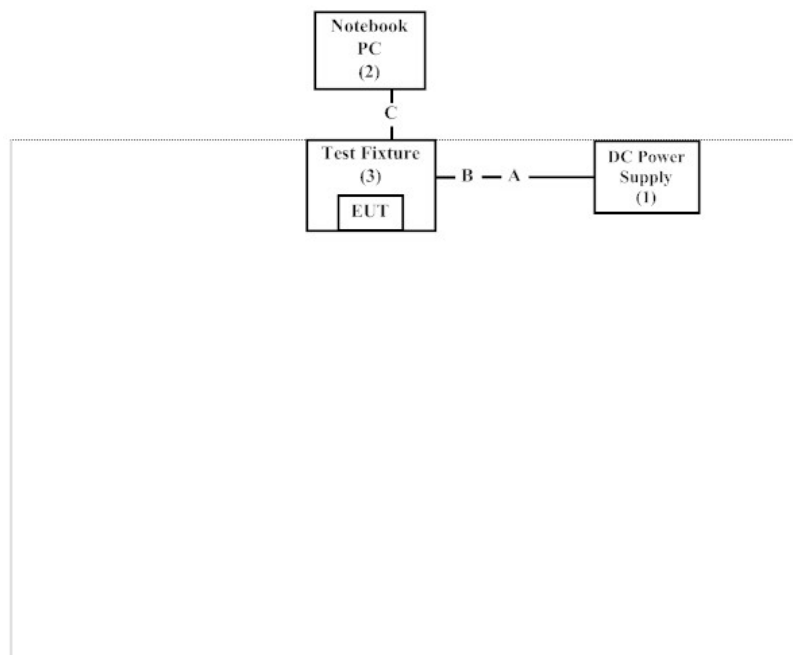 Notebook
PC
(2)
C
Test Fixture
(3)
EUT
B
A
DC Power
Supply
(1)